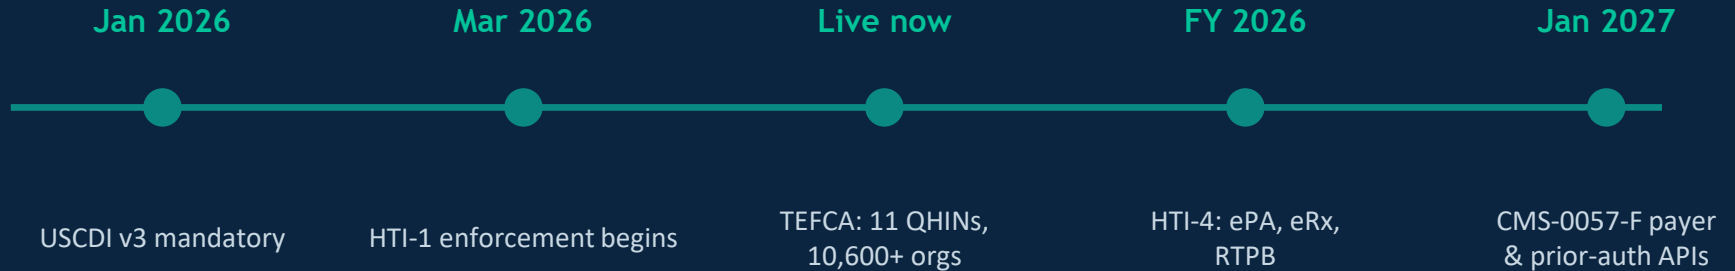 Jan 2026
Mar 2026
Live now
FY 2026
Jan 2027
USCDI v3 mandatory
HTI-1 enforcement begins
TEFCA: 11 QHINs,
10,600+ orgs
HTI-4: ePA, eRx,
RTPB
CMS-0057-F payer
& prior-auth APIs